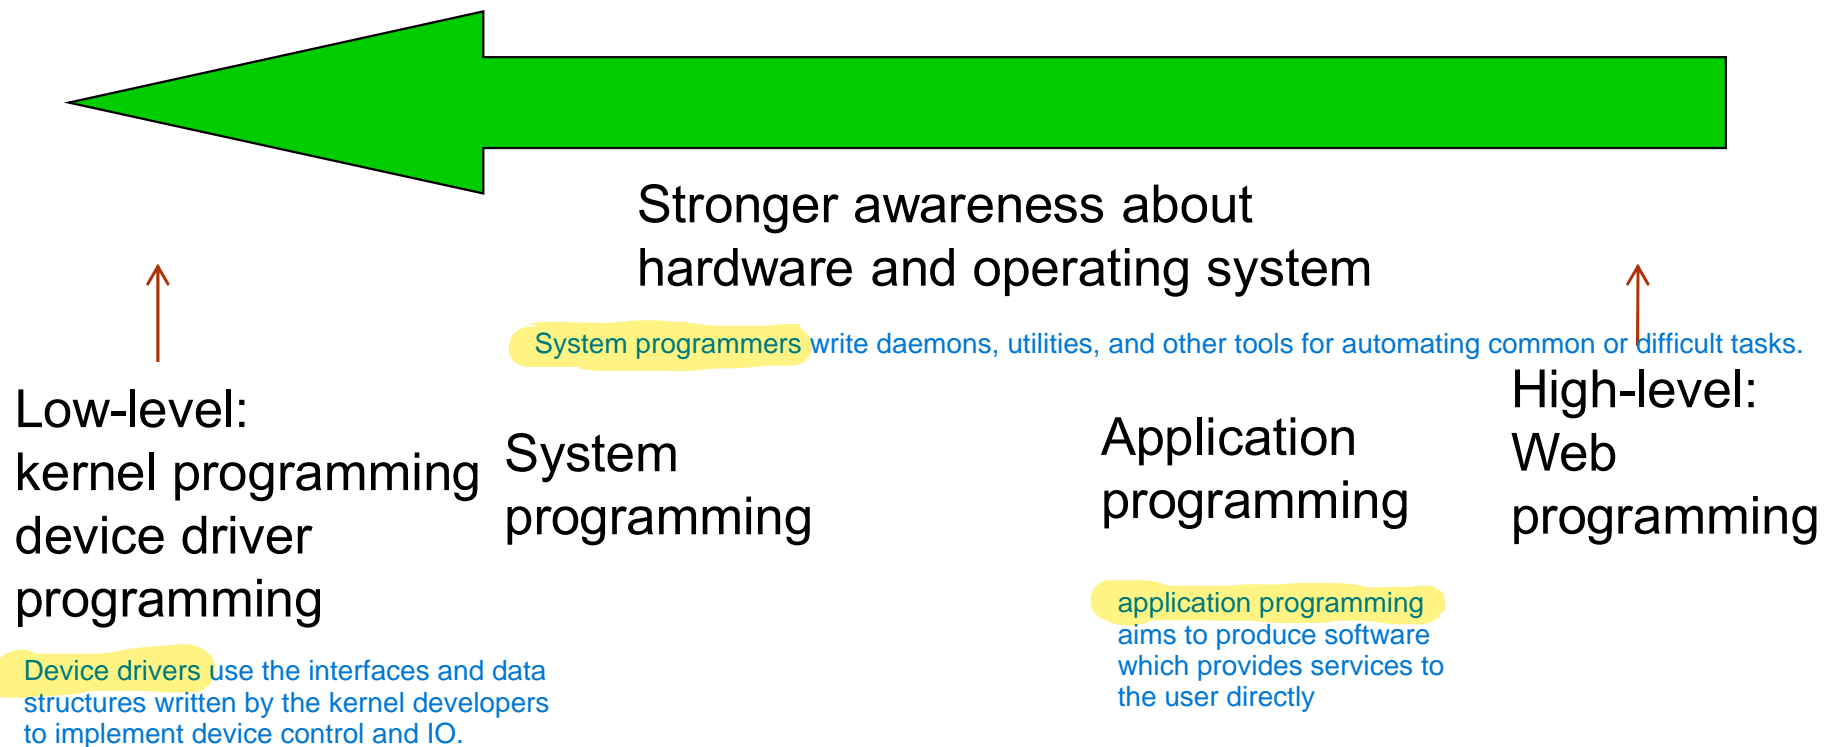 Stronger awareness about
hardware and operating system
System programmers write daemons, utilities, and other tools for automating common or difficult tasks.
Low-level:
kernel programming
device driver
programming
Device drivers use the interfaces and data
structures written by the kernel developers
to implement device control and IO.
System
programming
Application
programming
application programming
aims to produce software
which provides services to
the user directly
High-level:
Web
programming